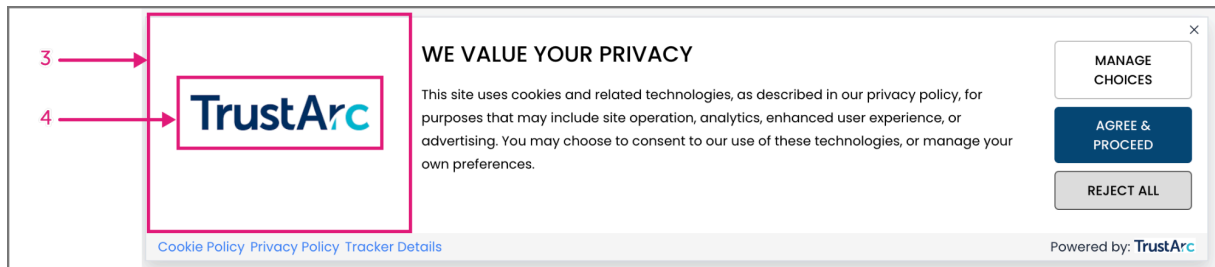 3
4
TrustArc
WE VALUE YOUR PRIVACY
This site uses cookies and related technologies, as described in our privacy policy, for
purposes that may include site operation, analytics, enhanced user experience, or
advertising. You may choose to consent to our use of these technologies, or manage your
own preferences.
MANAGE
CHOICES
AGREE &
PROCEED
REJECT ALL
Cookie Policy Privacy Policy Tracker Details
Powered by: TrustArc